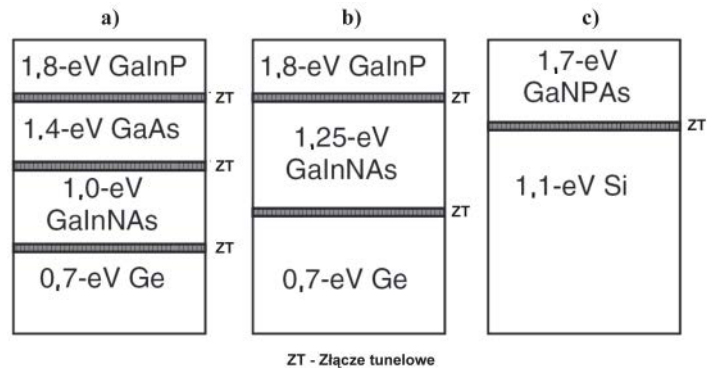 a)
1,8-eV GaInP
ZT
1,4-eV GaAs
ZT
1,0-eV
GaInNAs
ZT
0,7-eV Ge
b)
1,8-eV GaInP
ZT
1,25-eV
GaInNAs
ZT
0,7-eV Ge
c)
1,7-eV
GaNPAs
ZT
1,1-eV Si
ZT - Złącze tunelowe